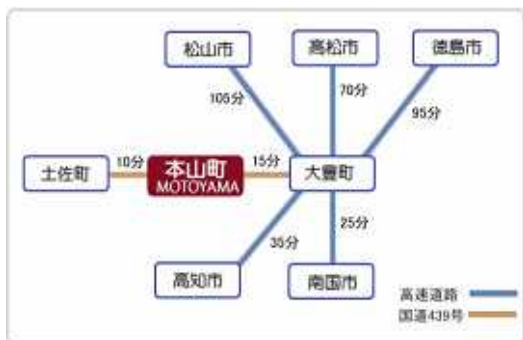 松山市
高松市
徳島市
105分
70分
95分
土佐町
10分
本山町
MOTOYAMA
15分
大豊町
35分
25分
高知市
南国市
高速道路
国道439号